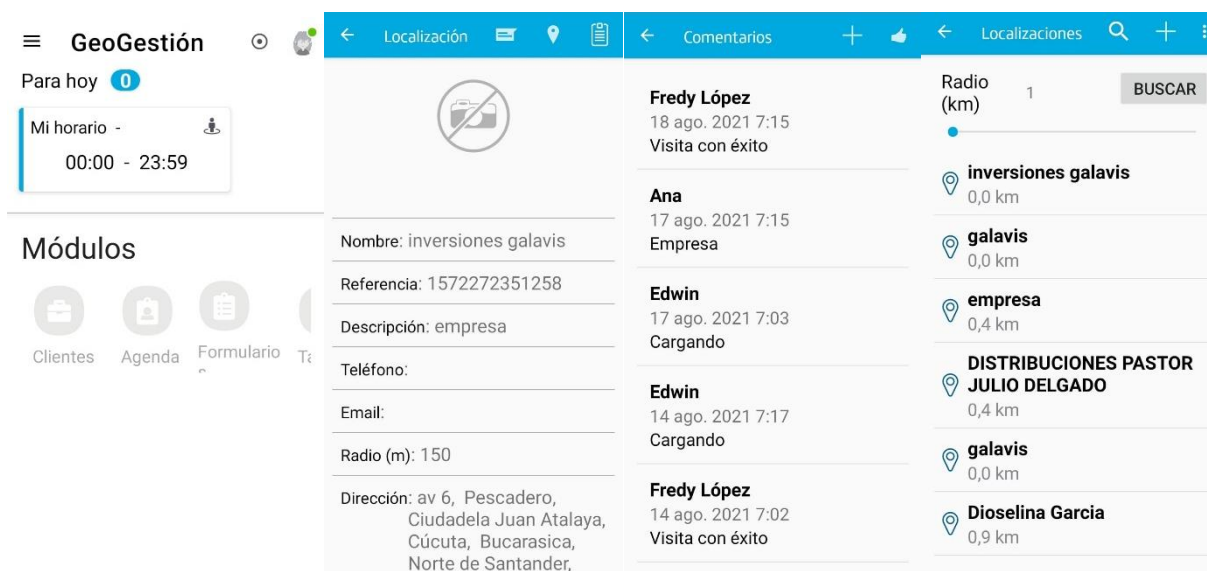 GeoGestión
Para hoy 0
Mi horario -
00:00 - 23:59
Módulos
Clientes
Agenda
Formulario
Localización
Nombre: inversiones galavis
Referencia: 1572272351258
Descripción: empresa
Teléfono:
Email:
Radio (m): 150
Dirección: av 6, Pescadero,
Ciudadela Juan Atalaya,
Cúcuta, Bucarasica,
Norte de Santander,
Comentarios
Fredy López
18 ago. 2021 7:15
Visita con éxito
Ana
17 ago. 2021 7:15
Empresa
Edwin
17 ago. 2021 7:03
Cargando
Edwin
14 ago. 2021 7:17
Cargando
Fredy López
14 ago. 2021 7:02
Visita con éxito
Localizaciones
Radio
(km)
1
BUSCAR
inversiones galavis
0,0 km
galavis
0,0 km
empresa
0,4 km
DISTRIBUCIONES PASTOR
JULIO DELGADO
0,4 km
galavis
0,0 km
Dioselina Garcia
0,9 km